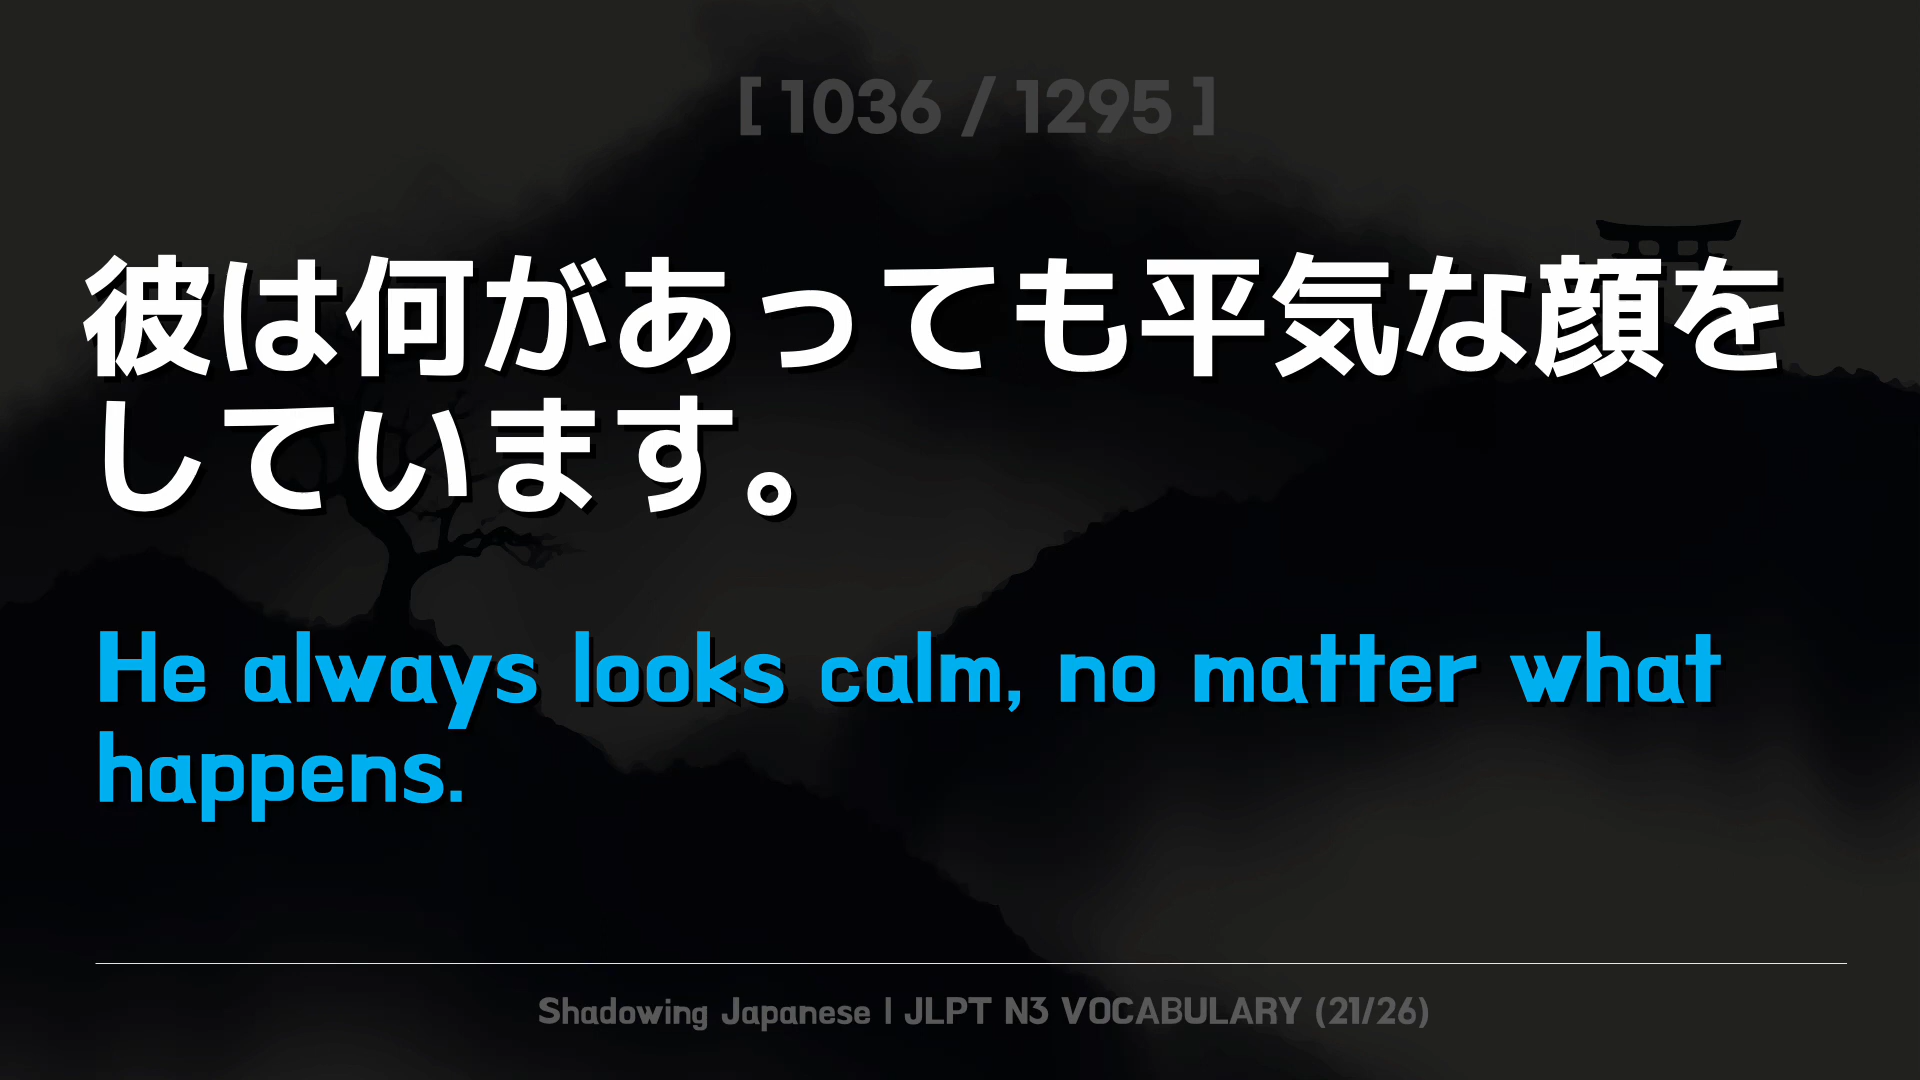 [ 1036 / 1295 ]
彼は何があっても平気な顔を
しています。
He always looks calm, no matter what
happens.
Shadowing Japanese | JLPT N3 VOCABULARY (21/26)